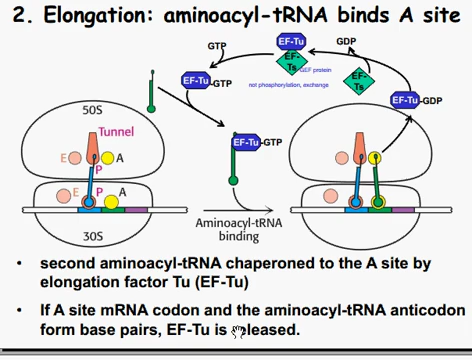 2. Elongation: aminoacyl-tRNA binds A site
GTP
EF-Tu
GDP
EF-Ts
GEF protein
not phosphorylation, exchange
EF-Tu-GTP
EF-Ts
EF-Tu-GDP
50S
Tunnel
E
A
P
EF-Tu-GTP
E
P
A
30S
Aminoacyl-tRNA
binding
• second aminoacyl-tRNA chaperoned to the A site by
elongation factor Tu (EF-Tu)
• If A site mRNA codon and the aminoacyl-tRNA anticodon
form base pairs, EF-Tu is